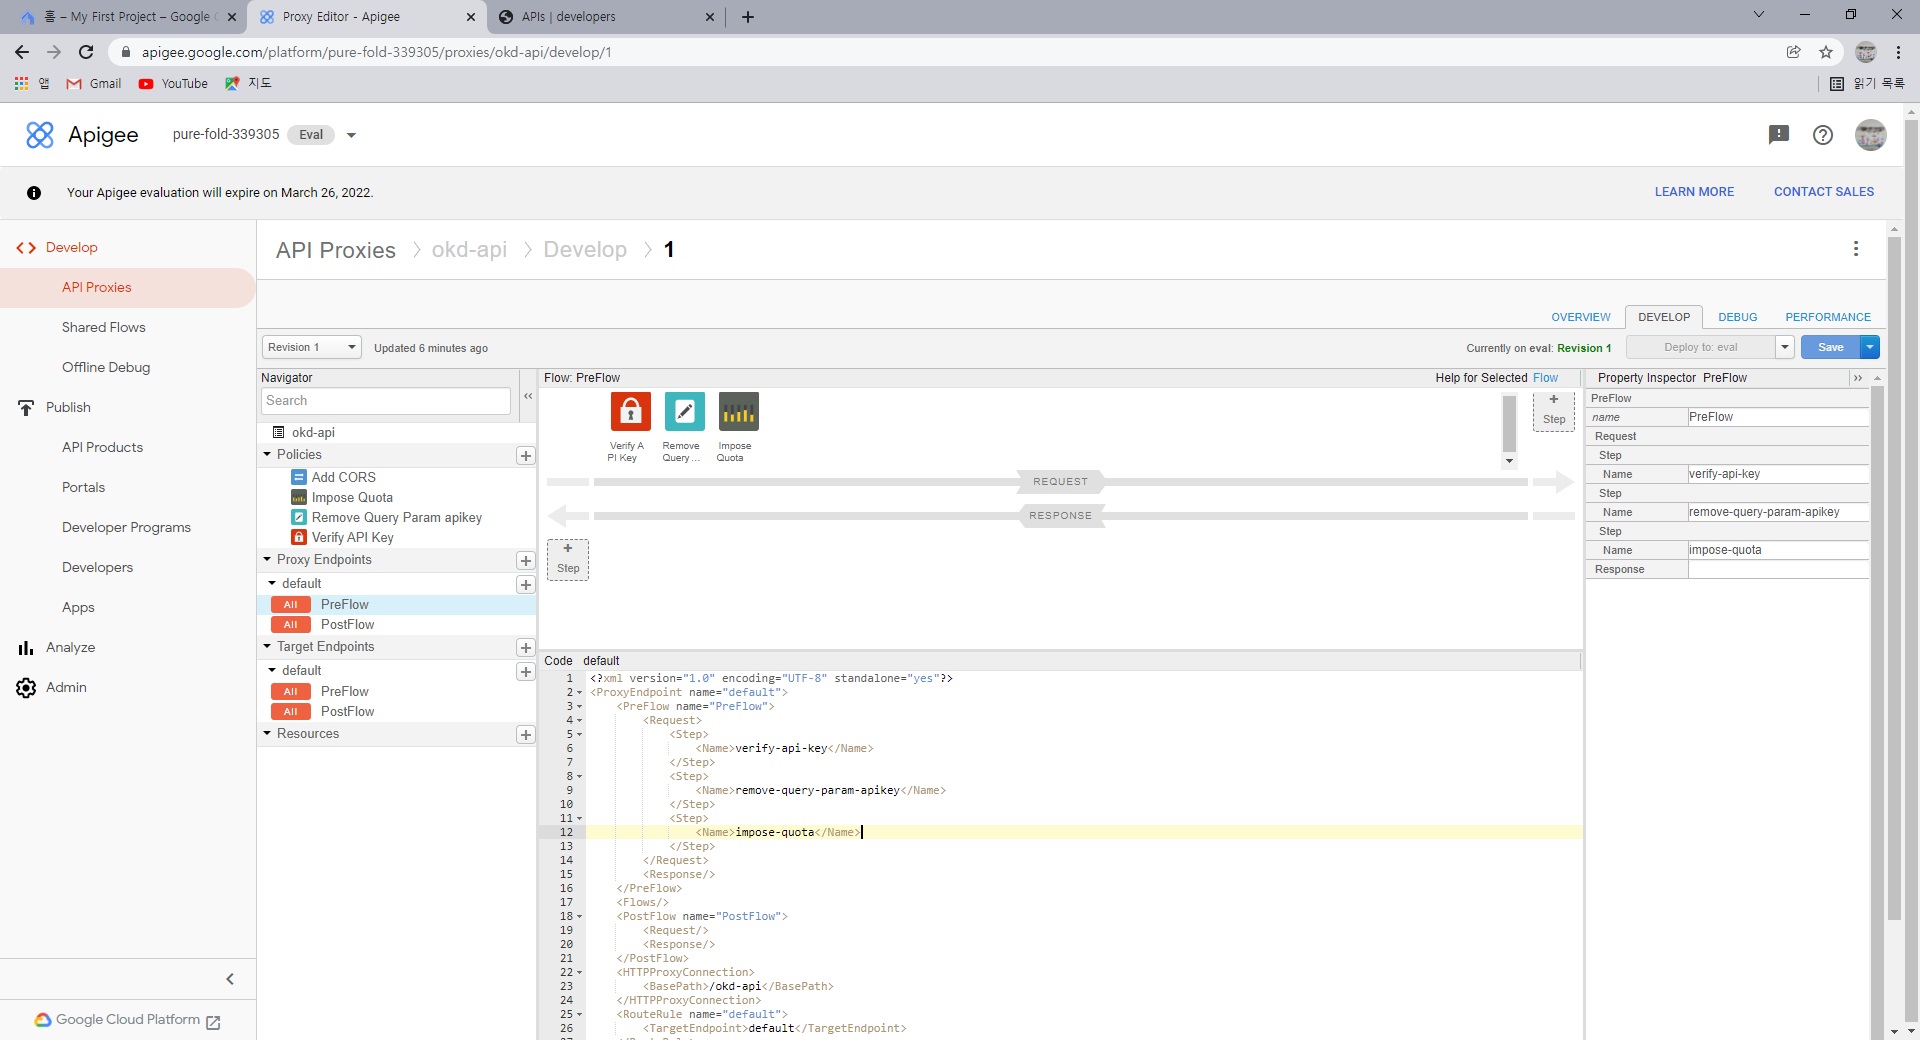 홈 – My First Project – Google C
Proxy Editor - Apigee
APIs | developers
apigee.google.com/platform/pure-fold-339305/proxies/okd-api/develop/1
앱
Gmail
YouTube
지도
읽기 목록
Apigee
pure-fold-339305
Eval
Your Apigee evaluation will expire on March 26, 2022.
LEARN MORE
CONTACT SALES
Develop
API Proxies
Shared Flows
Offline Debug
Publish
API Products
Portals
Developer Programs
Developers
Apps
Analyze
Admin
Google Cloud Platform
API Proxies
okd-api
Develop
1
OVERVIEW
DEVELOP
DEBUG
PERFORMANCE
Revision 1
Updated 6 minutes ago
Currently on eval: Revision 1
Deploy to: eval
Save
Navigator
Search
okd-api
Policies
Add CORS
Impose Quota
Remove Query Param apikey
Verify API Key
Proxy Endpoints
default
All PreFlow
All PostFlow
Target Endpoints
default
All PreFlow
All PostFlow
Resources
Flow: PreFlow
Help for Selected Flow
Verify A
PI Key
Remove
Query ...
Impose
Quota
+
Step
REQUEST
RESPONSE
+
Step
Code default
1 <?xml version="1.0" encoding="UTF-8" standalone="yes"?>
2 <ProxyEndpoint name="default">
3 <PreFlow name="PreFlow">
4 <Request>
5 <Step>
6 <Name>verify-api-key</Name>
7 </Step>
8 <Step>
9 <Name>remove-query-param-apikey</Name>
10 </Step>
11 <Step>
12 <Name>impose-quota</Name>
13 </Step>
14 </Request>
15 <Response/>
16 </PreFlow>
17 <Flows/>
18 <PostFlow name="PostFlow">
19 <Request/>
20 <Response/>
21 </PostFlow>
22 <HTTPProxyConnection>
23 <BasePath>/okd-api</BasePath>
24 </HTTPProxyConnection>
25 <RouteRule name="default">
26 <TargetEndpoint>default</TargetEndpoint>
Property Inspector PreFlow
PreFlow
name PreFlow
Request
Step
Name verify-api-key
Step
Name remove-query-param-apikey
Step
Name impose-quota
Response